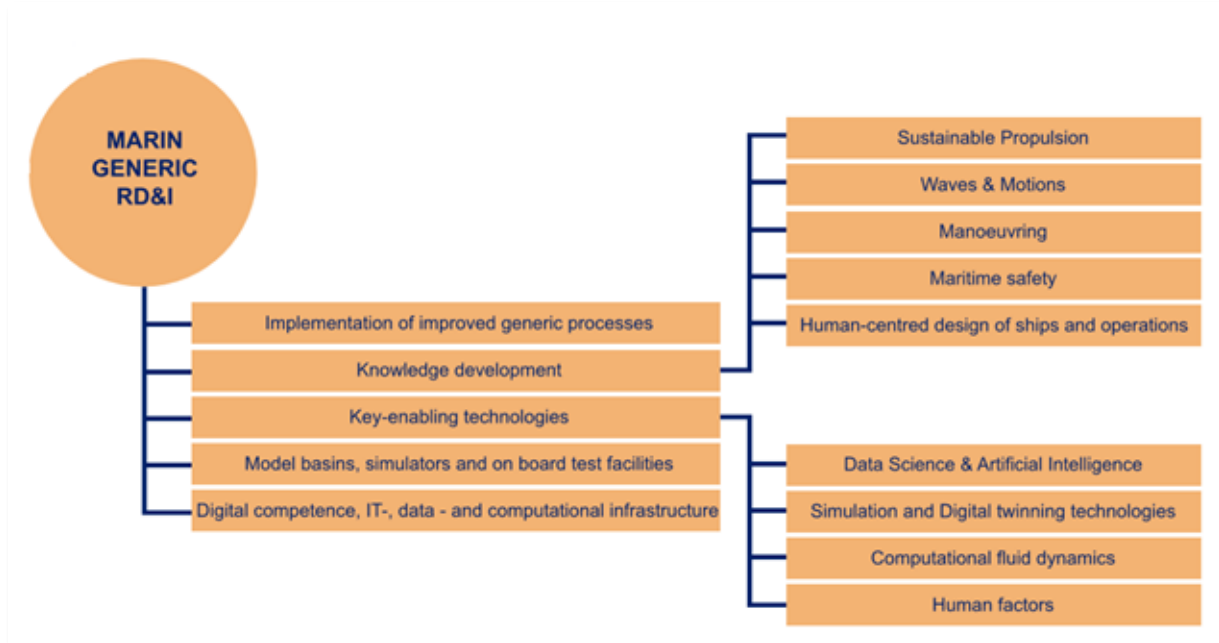 MARIN
GENERIC
RD&I
Implementation of improved generic processes
Knowledge development
Key-enabling technologies
Model basins, simulators and on board test facilities
Digital competence, IT-, data - and computational infrastructure
Sustainable Propulsion
Waves & Motions
Manoeuvring
Maritime safety
Human-centred design of ships and operations
Data Science & Artificial Intelligence
Simulation and Digital twinning technologies
Computational fluid dynamics
Human factors